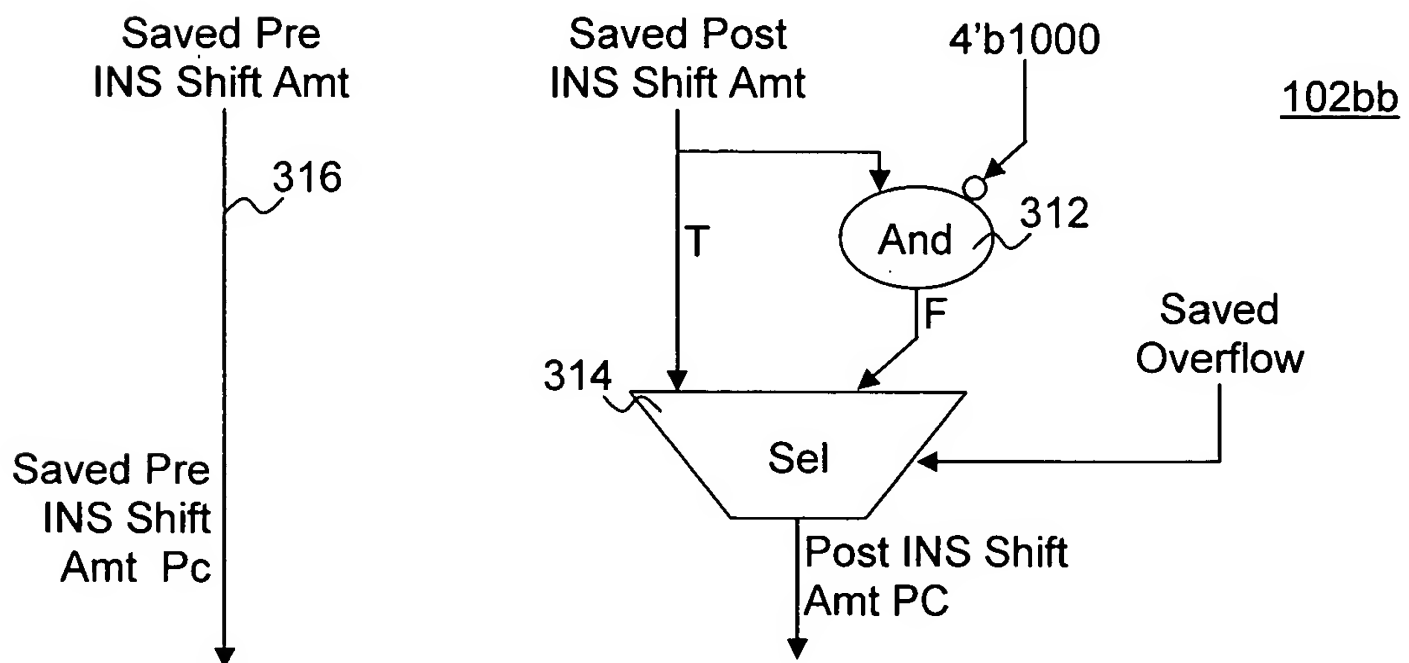 Saved Pre
INS Shift Amt
Saved Post
INS Shift Amt
4'b1000
102bb
316
And
312
T
F
Saved
Overflow
314
Sel
Saved Pre
INS Shift
Amt Pc
Post INS Shift
Amt PC